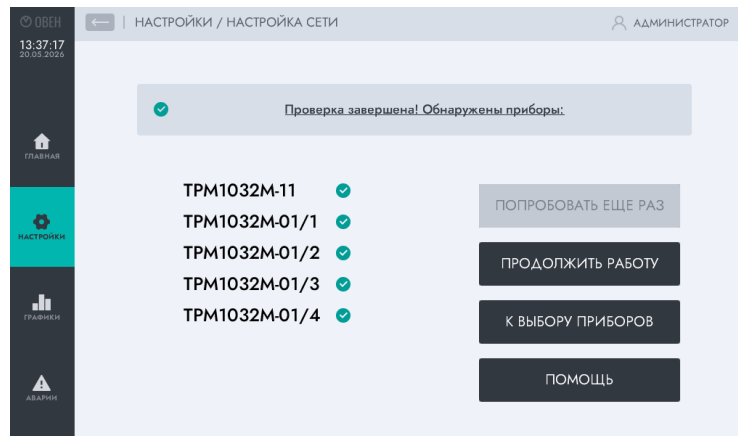 ОВЕН
НАСТРОЙКИ / НАСТРОЙКА СЕТИ
АДМИНИСТРАТОР
13:37:17
20.05.2026
Проверка завершена! Обнаружены приборы:
ГЛАВНАЯ
НАСТРОЙКИ
ГРАФИКИ
АВАРИИ
ТРМ1032М-11
ТРМ1032М-01/1
ТРМ1032М-01/2
ТРМ1032М-01/3
ТРМ1032М-01/4
ПОПРОБОВАТЬ ЕЩЕ РАЗ
ПРОДОЛЖИТЬ РАБОТУ
К ВЫБОРУ ПРИБОРОВ
ПОМОЩЬ